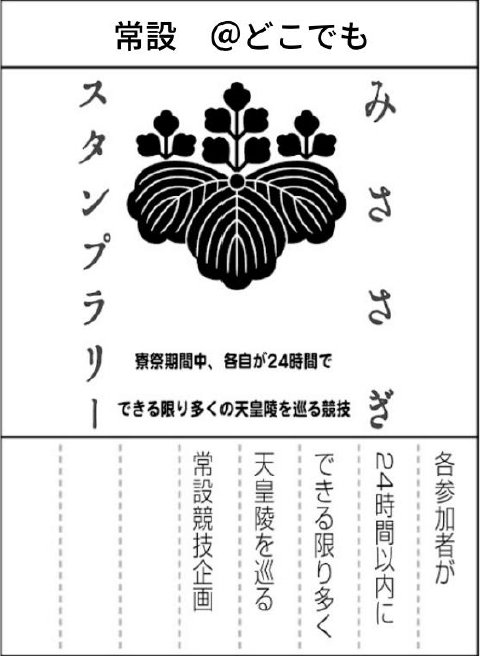 常設　@どこでも
みささぎ
スタンプラリー
寮祭期間中、各自が24時間で
できる限り多くの天皇陵を巡る競技
各参加者が
24時間以内に
できる限り多く
天皇陵を巡る
常設競技企画